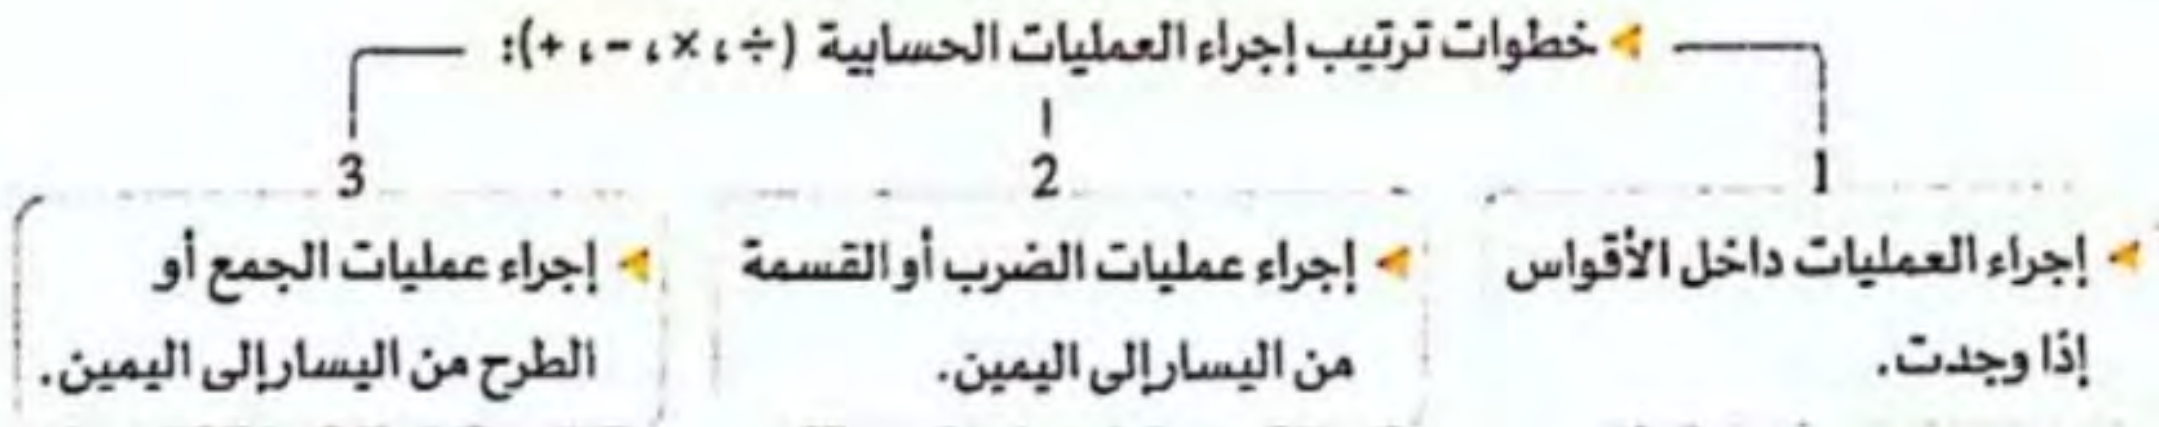 خطوات ترتيب إجراء العمليات الحسابية (÷ ، × ، - ، +):
1
إجراء العمليات داخل الأقواس
إذا وجدت.
2
إجراء عمليات الضرب أو القسمة
من اليسار إلى اليمين.
3
إجراء عمليات الجمع أو
الطرح من اليسار إلى اليمين.